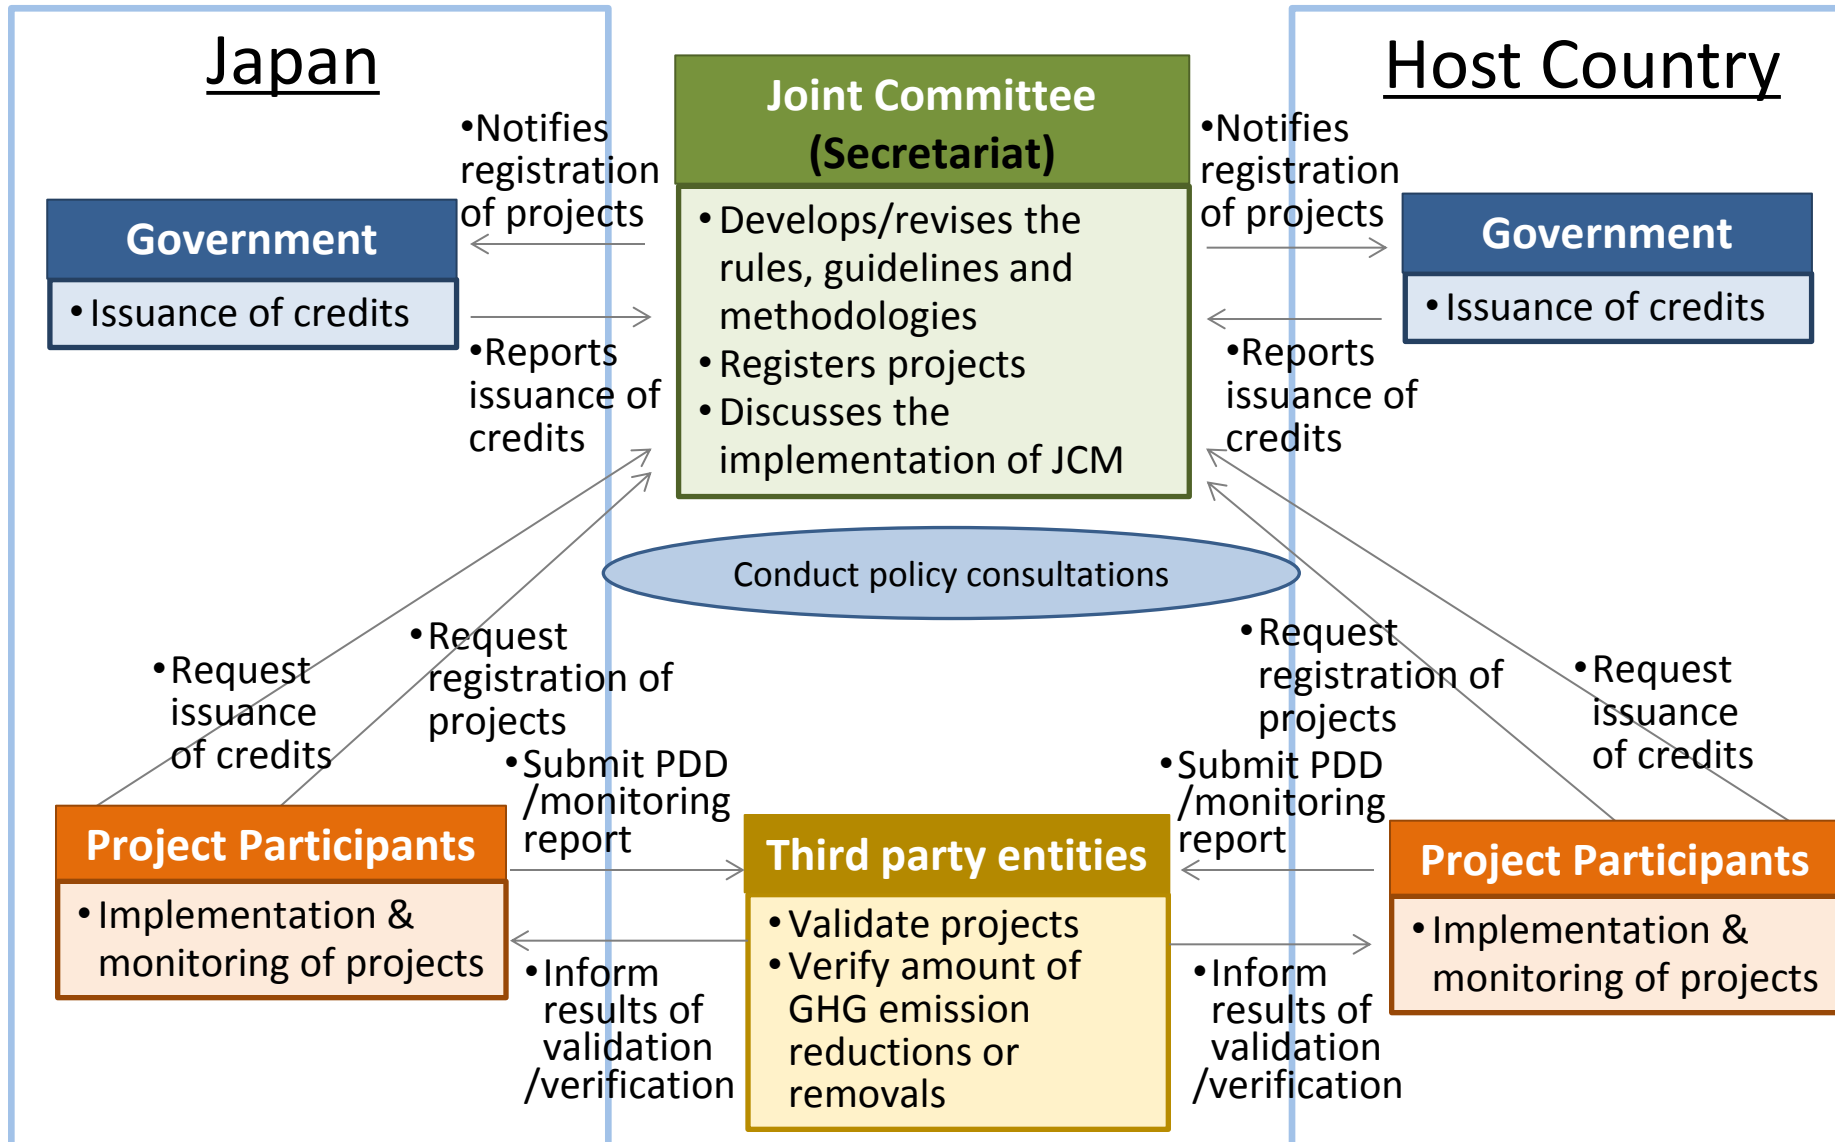 Japan
Host Country
Joint Committee
(Secretariat)
•Notifies
registration
of projects
•Notifies
registration
of projects
Government
• Issuance of credits
Government
• Issuance of credits
• Develops/revises the
rules, guidelines and
methodologies
• Registers projects
• Discusses the
implementation of JCM
•Reports
issuance of
credits
•Reports
issuance of
credits
Conduct policy consultations
•Request
issuance
of credits
•Request
registration of
projects
•Request
registration of
projects
•Request
issuance
of credits
•Submit PDD
/monitoring
report
•Submit PDD
/monitoring
report
Project Participants
• Implementation &
monitoring of projects
Third party entities
• Validate projects
• Verify amount of
GHG emission
reductions or
removals
Project Participants
• Implementation &
monitoring of projects
•Inform
results of
validation
/verification
•Inform
results of
validation
/verification